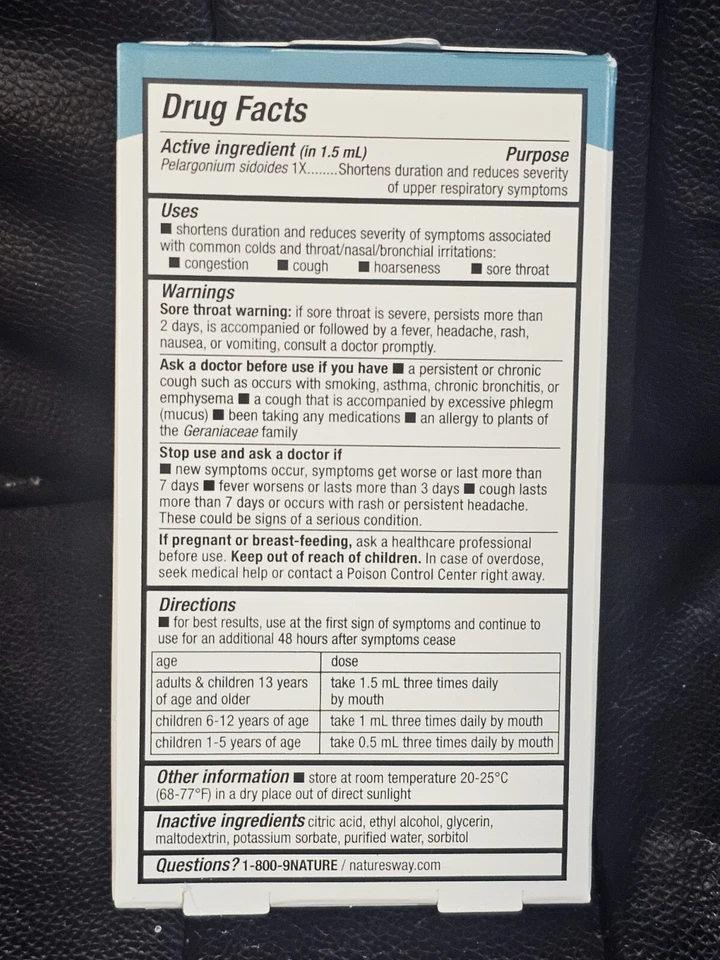 Drug Facts
Active ingredient (in 1.5 mL) Purpose
Pelargonium sidoides 1X........Shortens duration and reduces severity
of upper respiratory symptoms
Uses
■ shortens duration and reduces severity of symptoms associated
with common colds and throat/nasal/bronchial irritations:
■ congestion ■ cough ■ hoarseness ■ sore throat
Warnings
Sore throat warning: if sore throat is severe, persists more than
2 days, is accompanied or followed by a fever, headache, rash,
nausea, or vomiting, consult a doctor promptly.
Ask a doctor before use if you have ■ a persistent or chronic
cough such as occurs with smoking, asthma, chronic bronchitis, or
emphysema ■ a cough that is accompanied by excessive phlegm
(mucus) ■ been taking any medications ■ an allergy to plants of
the Geraniaceae family
Stop use and ask a doctor if
■ new symptoms occur, symptoms get worse or last more than
7 days ■ fever worsens or lasts more than 3 days ■ cough lasts
more than 7 days or occurs with rash or persistent headache.
These could be signs of a serious condition.
If pregnant or breast-feeding, ask a healthcare professional
before use. Keep out of reach of children. In case of overdose,
seek medical help or contact a Poison Control Center right away.
Directions
■ for best results, use at the first sign of symptoms and continue to
use for an additional 48 hours after symptoms cease
age dose
adults & children 13 years take 1.5 mL three times daily
of age and older by mouth
children 6-12 years of age take 1 mL three times daily by mouth
children 1-5 years of age take 0.5 mL three times daily by mouth
Other information ■ store at room temperature 20-25°C
(68-77°F) in a dry place out of direct sunlight
Inactive ingredients citric acid, ethyl alcohol, glycerin,
maltodextrin, potassium sorbate, purified water, sorbitol
Questions? 1-800-9NATURE / naturesway.com